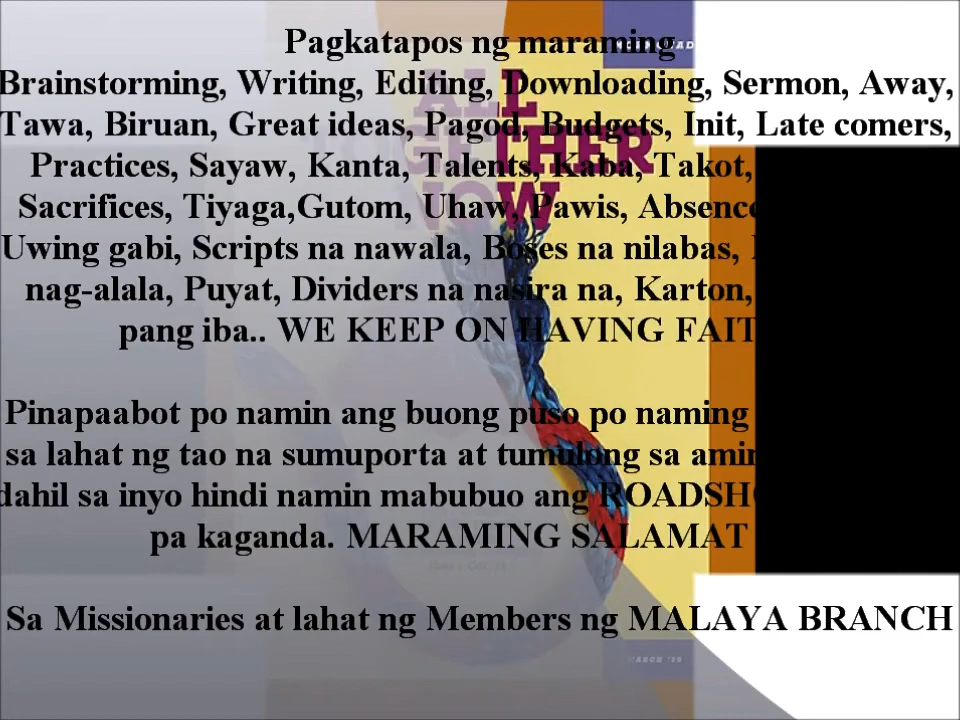 Pagkatapos ng maraming
Brainstorming, Writing, Editing, Downloading, Sermon, Away,
Tawa, Biruan, Great ideas, Pagod, Budgets, Init, Late comers,
Practices, Sayaw, Kanta, Talents, Kaba, Takot,
Sacrifices, Tiyaga,Gutom, Uhaw, Pawis,
Uwing gabi, Scripts na nawala, Boses na nilabas,
nag-alala, Puyat, Dividers na nasira na, Karton,
pang iba.. WE KEEP ON HAVING
Pinapaabot po namin ang buong puso po naming
sa lahat ng tao na sumuporta at tumulong sa
dahil sa inyo hindi namin mabubuo ang
pa kaganda. MARAMING SALAMAT
Sa Missionaries at lahat ng Members ng MALAYA BRANCH
ALL
TOGETHER
NOW